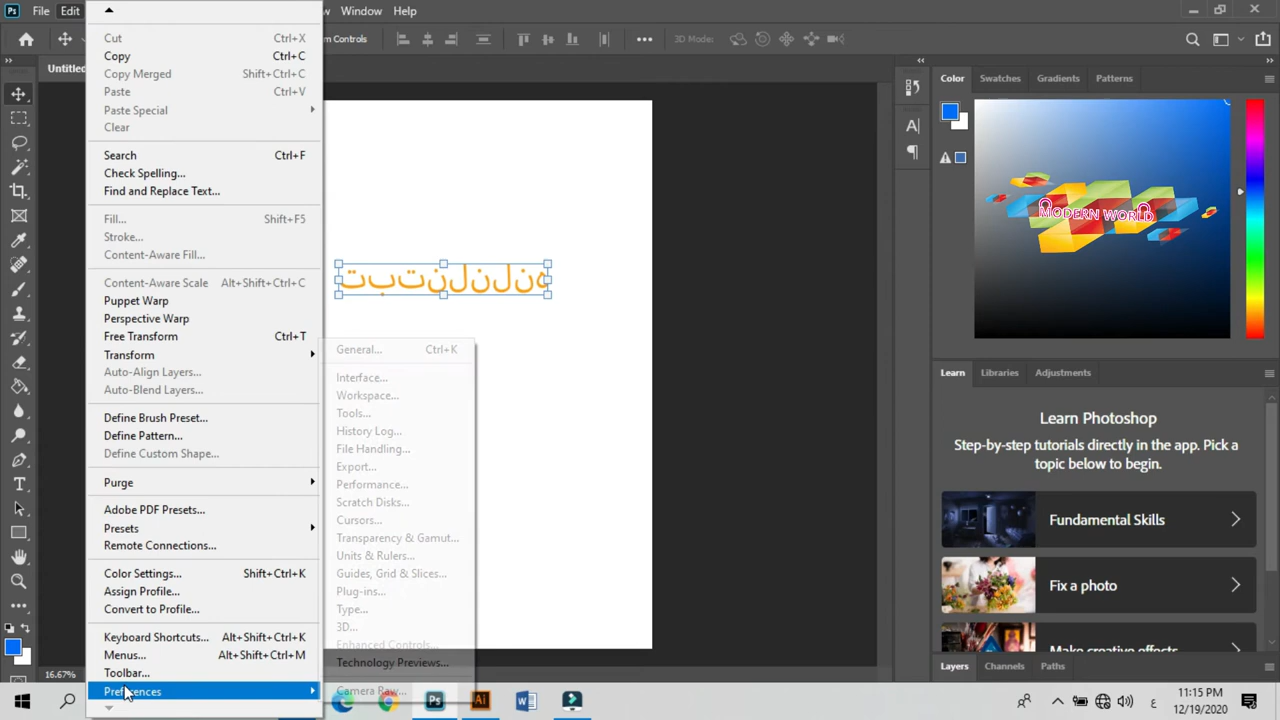 File
Edit
Window
Help
m Controls
3D Mode:
Untitle
Cut Ctrl+X
Copy Ctrl+C
Copy Merged Shift+Ctrl+C
Paste Ctrl+V
Paste Special
Clear
Search Ctrl+F
Check Spelling...
Find and Replace Text...
Fill... Shift+F5
Stroke...
Content-Aware Fill...
Content-Aware Scale Alt+Shift+Ctrl+C
Puppet Warp
Perspective Warp
Free Transform Ctrl+T
Transform
Auto-Align Layers...
Auto-Blend Layers...
Define Brush Preset...
Define Pattern...
Define Custom Shape...
Purge
Adobe PDF Presets...
Presets
Remote Connections...
Color Settings... Shift+Ctrl+K
Assign Profile...
Convert to Profile...
Keyboard Shortcuts... Alt+Shift+Ctrl+K
Menus... Alt+Shift+Ctrl+M
Toolbar...
Preferences
General... Ctrl+K
Interface...
Workspace...
Tools...
History Log...
File Handling...
Export...
Performance...
Scratch Disks...
Cursors...
Transparency & Gamut...
Units & Rulers...
Guides, Grid & Slices...
Plug-ins...
Type...
3D...
Enhanced Controls...
Technology Previews...
Camera Raw...
Color Swatches Gradients Patterns
MODERN WORLD
Learn Libraries Adjustments
Learn Photoshop
Step-by-step tutorials directly in the app. Pick a
topic below to begin.
Fundamental Skills
Fix a photo
Make creative effects
Layers Channels Paths
16.67%
ع
11:15 PM
12/19/2020